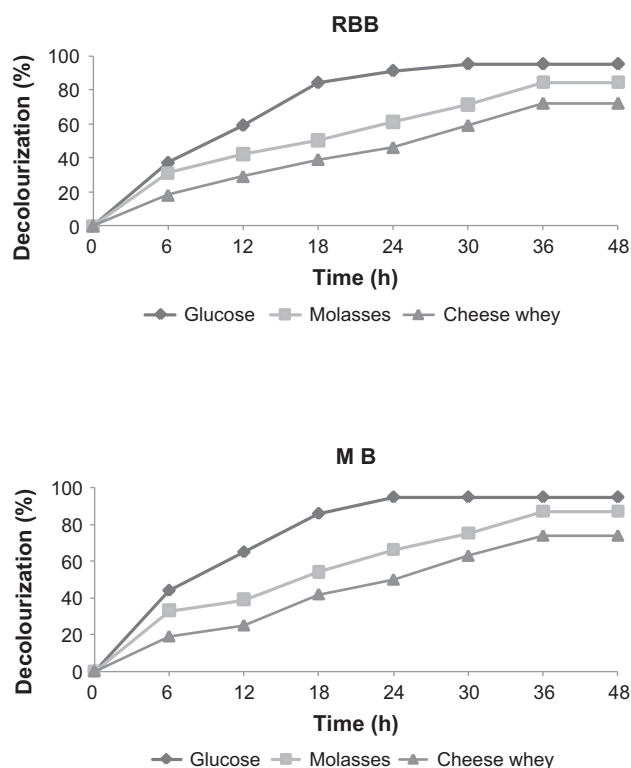 RBB
Decolourization (%)
100
80
60
40
20
0
0 6 12 18 24 30 36 48
Time (h)
Glucose Molasses Cheese whey
M B
Decolourization (%)
100
80
60
40
20
0
0 6 12 18 24 30 36 48
Time (h)
Glucose Molasses Cheese whey